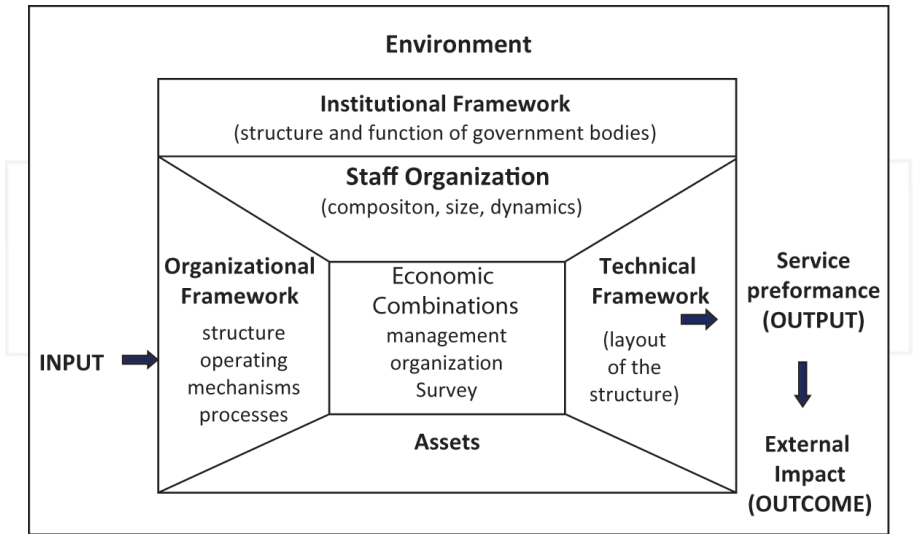 Environment
Institutional Framework
(structure and function of government bodies)
Staff Organization
(compositon, size, dynamics)
Organizational
Framework
structure
operating
mechanisms
processes
Economic
Combinations
management
organization
Survey
Technical
Framework
(layout
of the
structure)
Assets
INPUT
Service
preformance
(OUTPUT)
External
Impact
(OUTCOME)